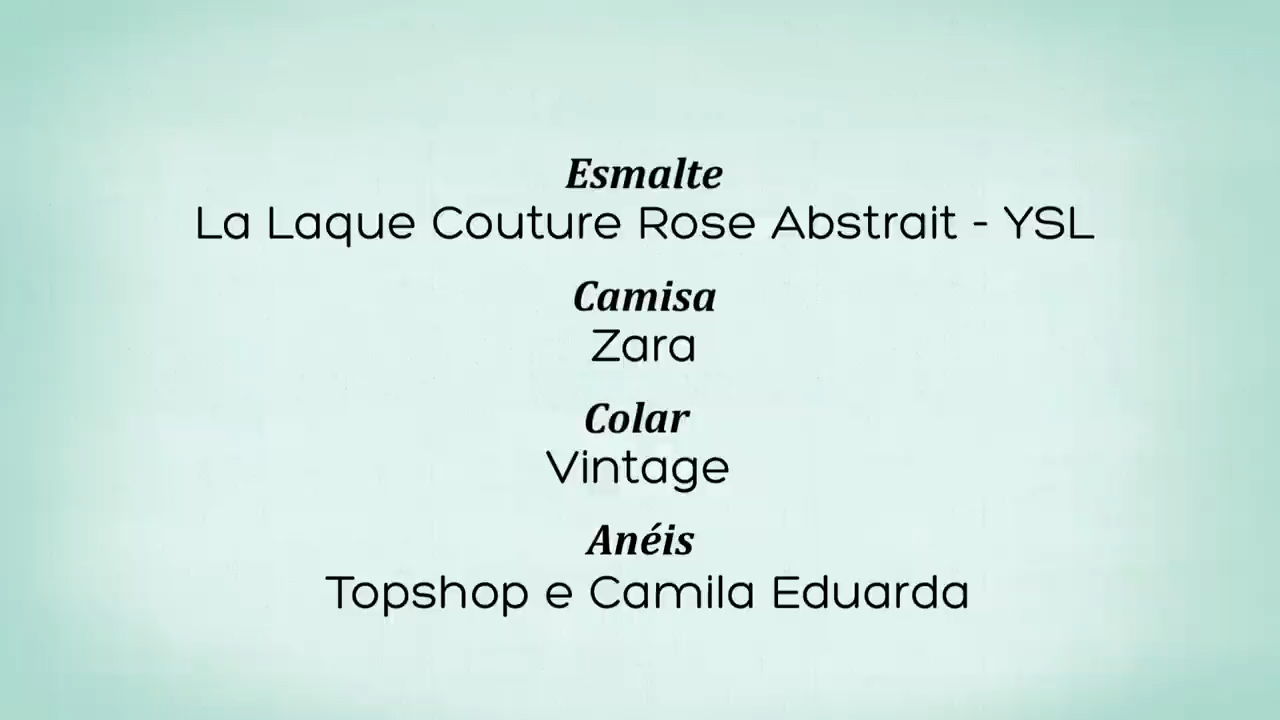 Esmalte
La Laque Couture Rose Abstrait - YSL
Camisa
Zara
Colar
Vintage
Anéis
Topshop e Camila Eduarda